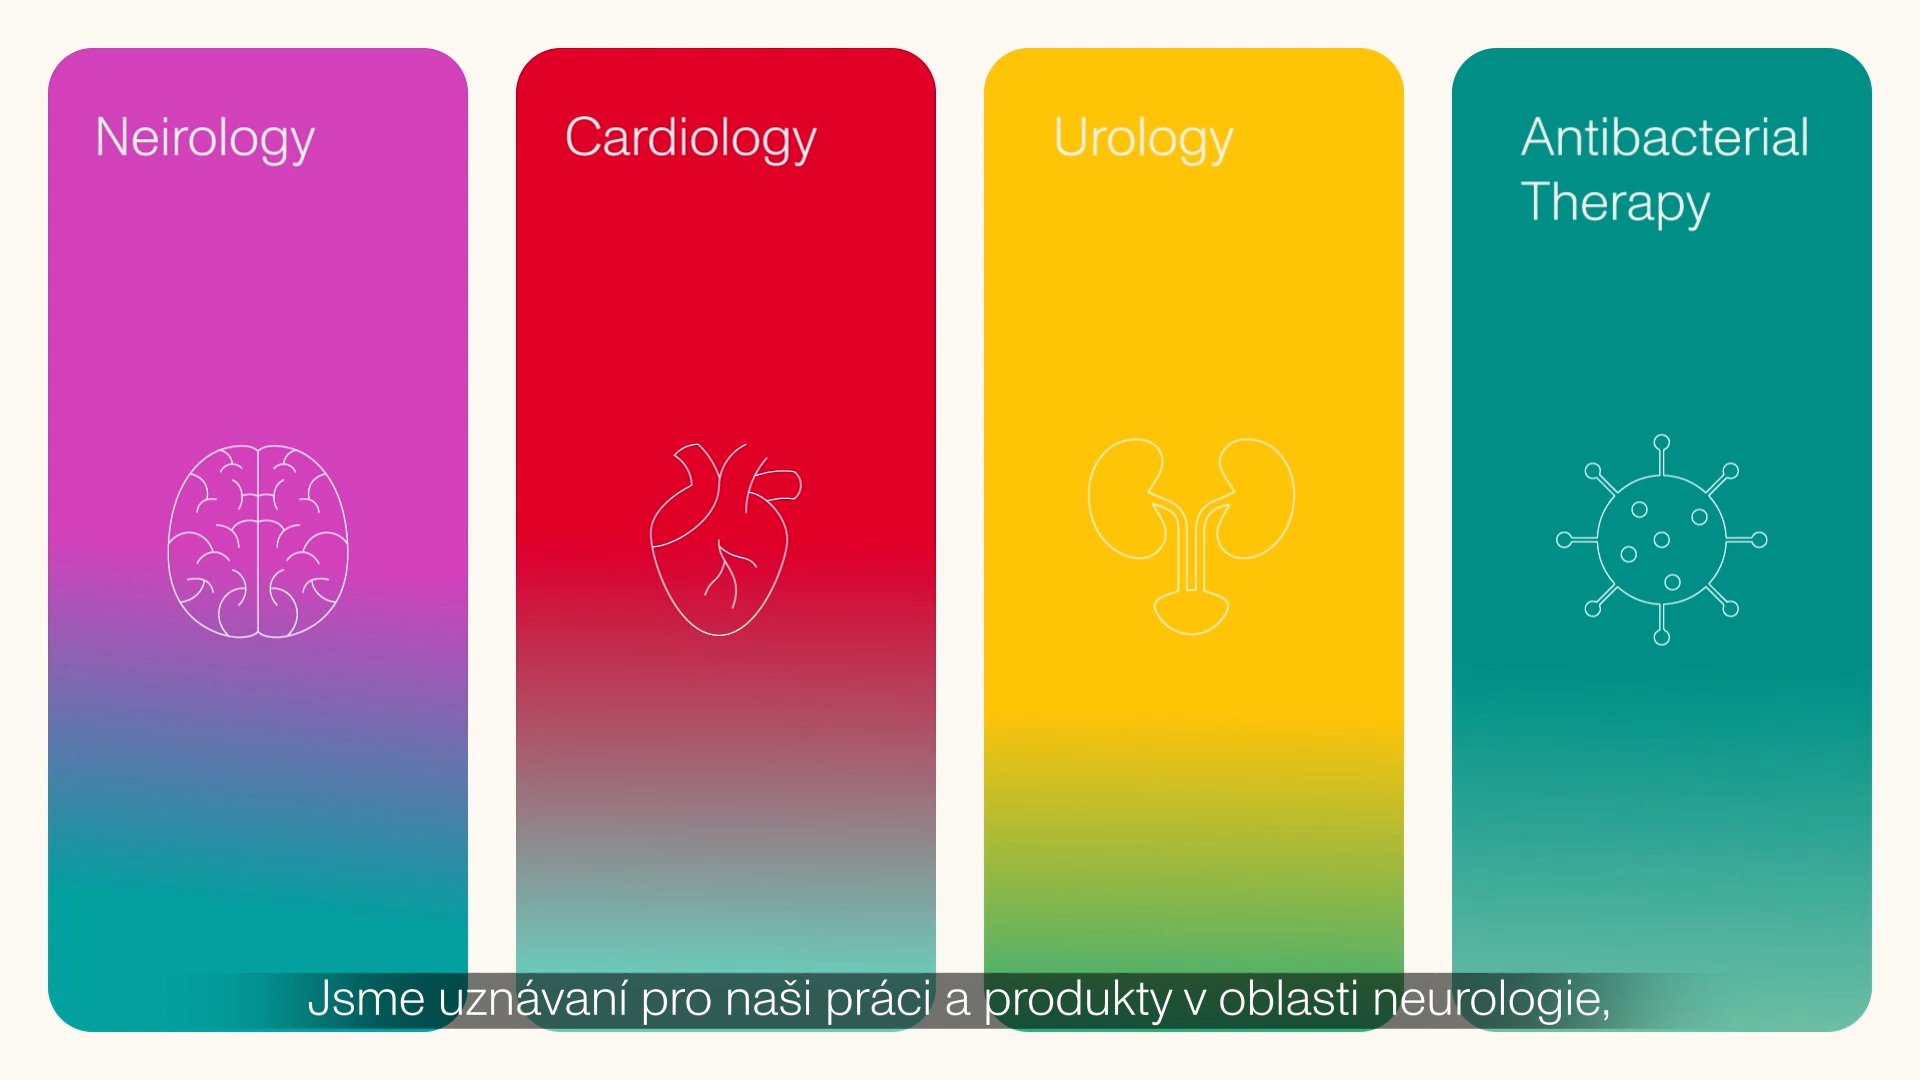 Neirology
Cardiology
Urology
Antibacterial
Therapy
Jsme uznávaní pro naši práci a produkty v oblasti neurologie,